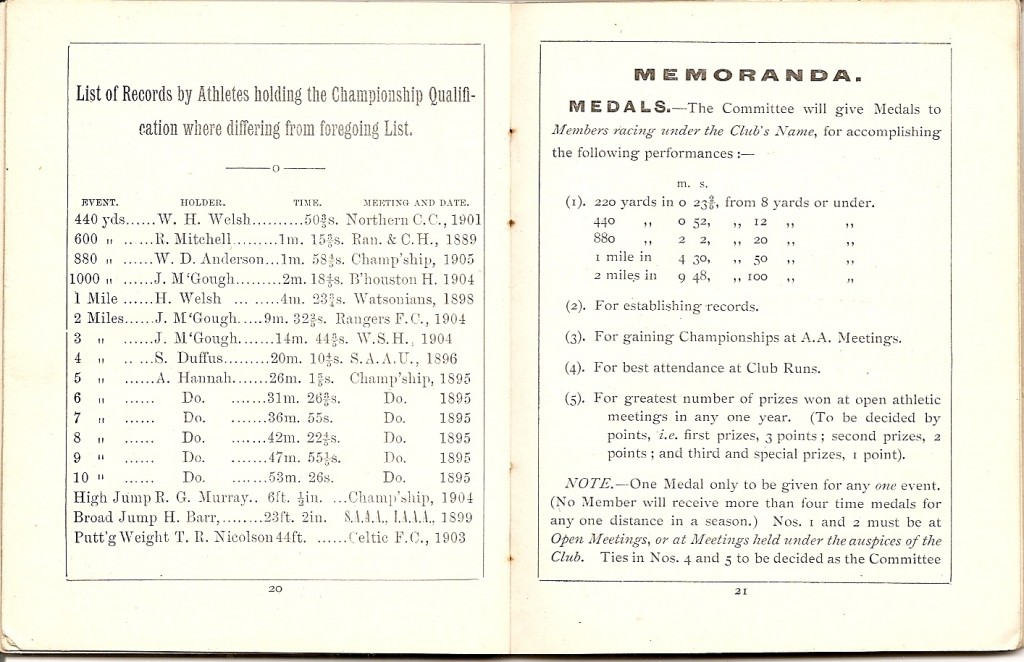 List of Records by Athletes holding the Championship Qualifi-
cation where differing from foregoing List.
o
EVENT. HOLDER. TIME. MEETING AND DATE.
440 yds......W. H. Welsh..........50⅗s. Northern C.C., 1901
600 " ......R. Mitchell.........1m. 15⅗s. Ran. & C.H., 1889
880 " ......W. D. Anderson...1m. 58⅘s. Champ'ship, 1905
1000 " ......J. M'Gough.........2m. 18⅘s. B'houston H. 1904
1 Mile ......H. Welsh ... .....4m. 23¾s. Watsonians, 1898
2 Miles......J. M'Gough.....9m. 32⅗s. Rangers F.C., 1904
3 " ......J. M'Gough.......14m. 44⅗s. W.S.H., 1904
4 " .....S. Duffus.........20m. 10⅘s. S.A.A.U., 1896
5 " ......A. Hannah.......26m. 1⅗s. Champ'ship, 1895
6 " ...... Do. .......31m. 26⅗s. Do. 1895
7 " ...... Do. .......36m. 55s. Do. 1895
8 " ...... Do. .......42m. 22⅘s. Do. 1895
9 " ...... Do. .......47m. 55⅘s. Do. 1895
10 " ...... Do. .......53m. 26s. Do. 1895
High Jump R. G. Murray.. 6ft. ½in. ...Champ'ship, 1904
Broad Jump H. Barr,........23ft. 2in. S.A.A.A., I.A.A.A., 1899
Putt'g Weight T. R. Nicolson 44ft. ......Celtic F.C., 1903
20
MEMORANDA.
MEDALS.—The Committee will give Medals to
Members racing under the Club's Name, for accomplishing
the following performances :—
m. s.
(1). 220 yards in 0 23⅗, from 8 yards or under.
440 ,, 0 52, ,, 12 ,, ,,
880 ,, 2 2, ,, 20 ,, ,,
1 mile in 4 30, ,, 50 ,, ,,
2 miles in 9 48, ,, 100 ,, ,,
(2). For establishing records.
(3). For gaining Championships at A.A. Meetings.
(4). For best attendance at Club Runs.
(5). For greatest number of prizes won at open athletic
meetings in any one year. (To be decided by
points, i.e. first prizes, 3 points ; second prizes, 2
points ; and third and special prizes, 1 point).
NOTE.—One Medal only to be given for any one event.
(No Member will receive more than four time medals for
any one distance in a season.) Nos. 1 and 2 must be at
Open Meetings, or at Meetings held under the auspices of the
Club. Ties in Nos. 4 and 5 to be decided as the Committee
21